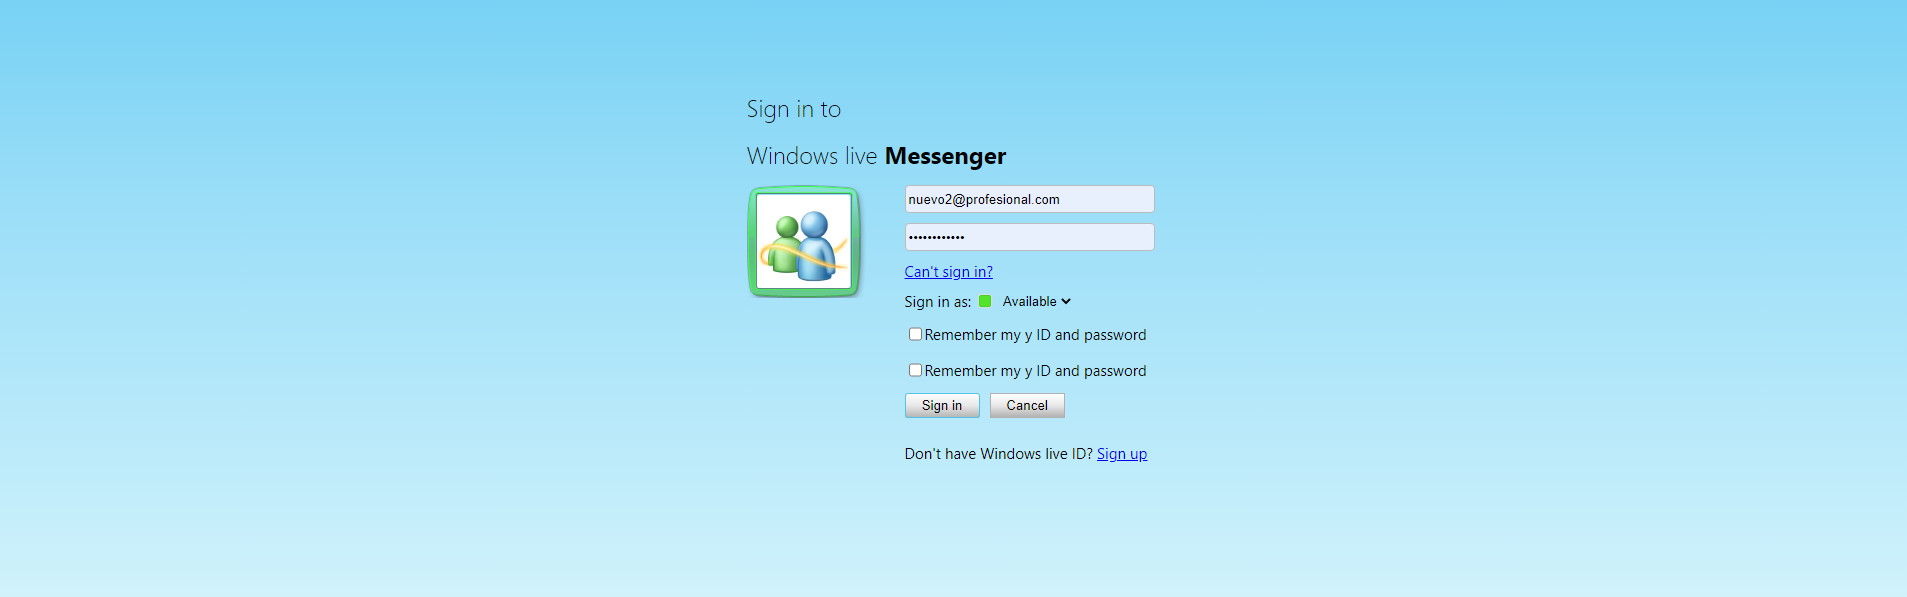 Sign in to
Windows live Messenger
nuevo2@profesional.com
••••••••••••
Can't sign in?
Sign in as: Available
Remember my y ID and password
Remember my y ID and password
Sign in Cancel
Don't have Windows live ID? Sign up